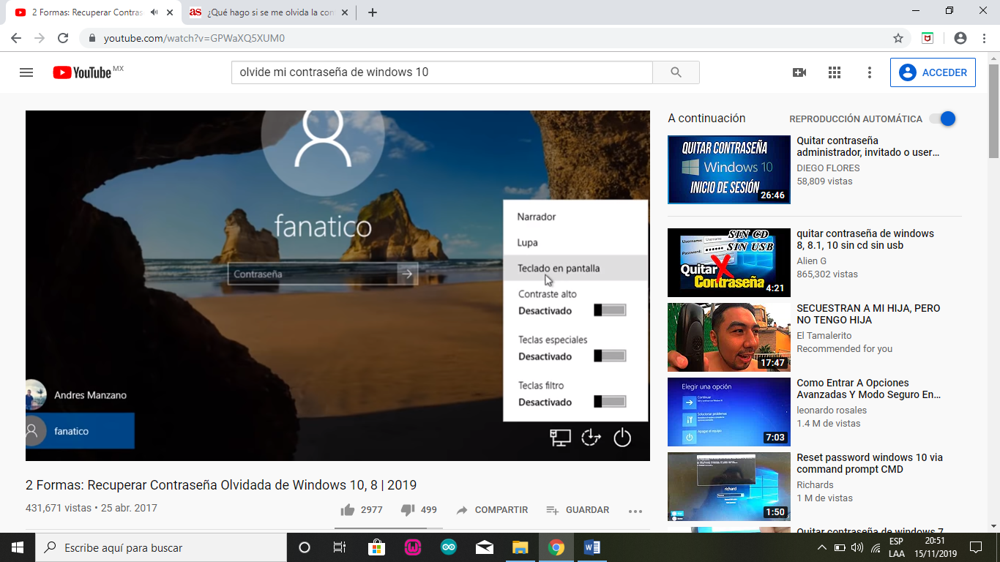 2 Formas: Recuperar Contras
¿Qué hago si se me olvida la con
youtube.com/watch?v=GPWaXQ5XUM0
YouTube MX
olvide mi contraseña de windows 10
ACCEDER
fanatico
Contraseña
Narrador
Lupa
Teclado en pantalla
Contraste alto
Desactivado
Teclas especiales
Desactivado
Teclas filtro
Desactivado
Andres Manzano
fanatico
2 Formas: Recuperar Contraseña Olvidada de Windows 10, 8 | 2019
431,671 vistas • 25 abr. 2017
2977
499
COMPARTIR
GUARDAR
A continuación
REPRODUCCIÓN AUTOMÁTICA
QUITAR CONTRASEÑA
Windows 10
INICIO DE SESIÓN
26:46
Quitar contraseña
administrador, invitado o user...
DIEGO FLORES
58,809 vistas
SIN CD
SIN USB
Username:
Username
Password:
Quitar
Contraseña
4:21
quitar contraseña de windows
8, 8.1, 10 sin cd sin usb
Alien G
865,302 vistas
17:47
SECUESTRAN A MI HIJA, PERO
NO TENGO HIJA
El Tamalerito
Recommended for you
Elegir una opción
Continuar
Solucionar problemas
Apagar el equipo
7:03
Como Entrar A Opciones
Avanzadas Y Modo Seguro En...
leonardo rosales
1.4 M de vistas
richard
1:50
Reset password windows 10 via
command prompt CMD
Richards
1 M de vistas
Quitar contraseña de windows 7
Escribe aquí para buscar
ESP
LAA
20:51
15/11/2019